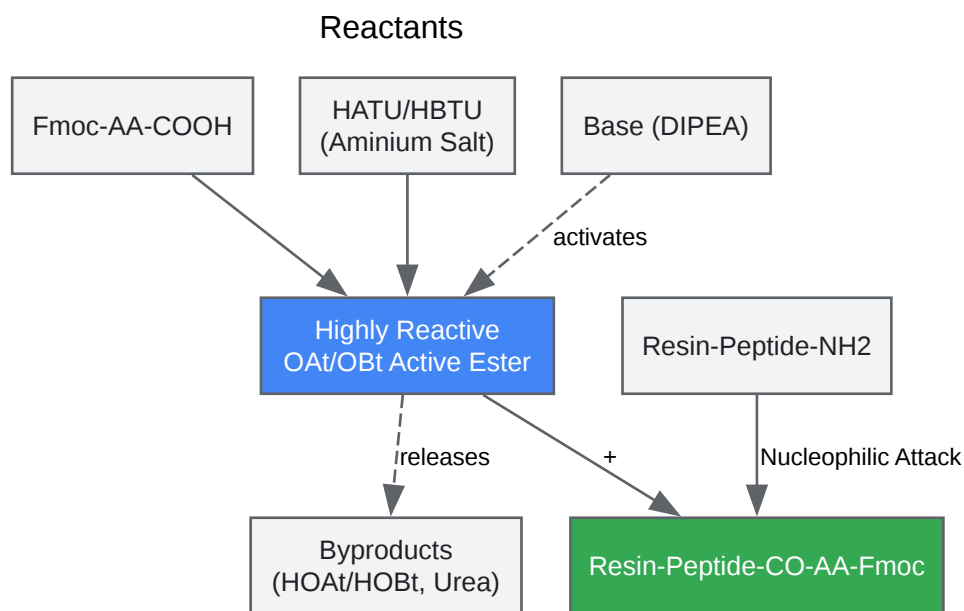 Reactants
Fmoc-AA-COOH
HATU/HBTU
(Aminium Salt)
Base (DIPEA)
activates
Highly Reactive
OAt/OBt Active Ester
Resin-Peptide-NH2
releases
+
Nucleophilic Attack
Byproducts
(HOAt/HOBt, Urea)
Resin-Peptide-CO-AA-Fmoc